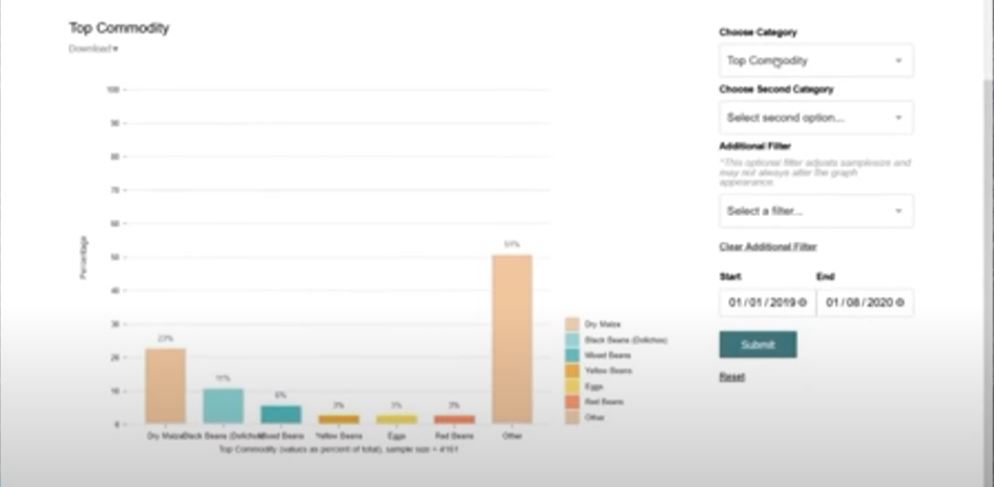 Top Commodity
Download▾
100
90
80
70
60
50
40
30
20
10
0
Percentage
23%
11%
6%
3%
3%
3%
51%
Dry Maize
Black Beans (Dolichos)
Mixed Beans
Yellow Beans
Eggs
Red Beans
Other
Top Commodity (values as percent of total), sample size = 4161
Dry Maize
Black Beans (Dolichos)
Mixed Beans
Yellow Beans
Eggs
Red Beans
Other
Choose Category
Top Commodity
Choose Second Category
Select second option...
Additional Filter
*This optional filter adjusts samplesize and
may not always alter the graph
appearance.
Select a filter...
Clear Additional Filter
Start End
01/01/2019 01/08/2020
Submit
Reset